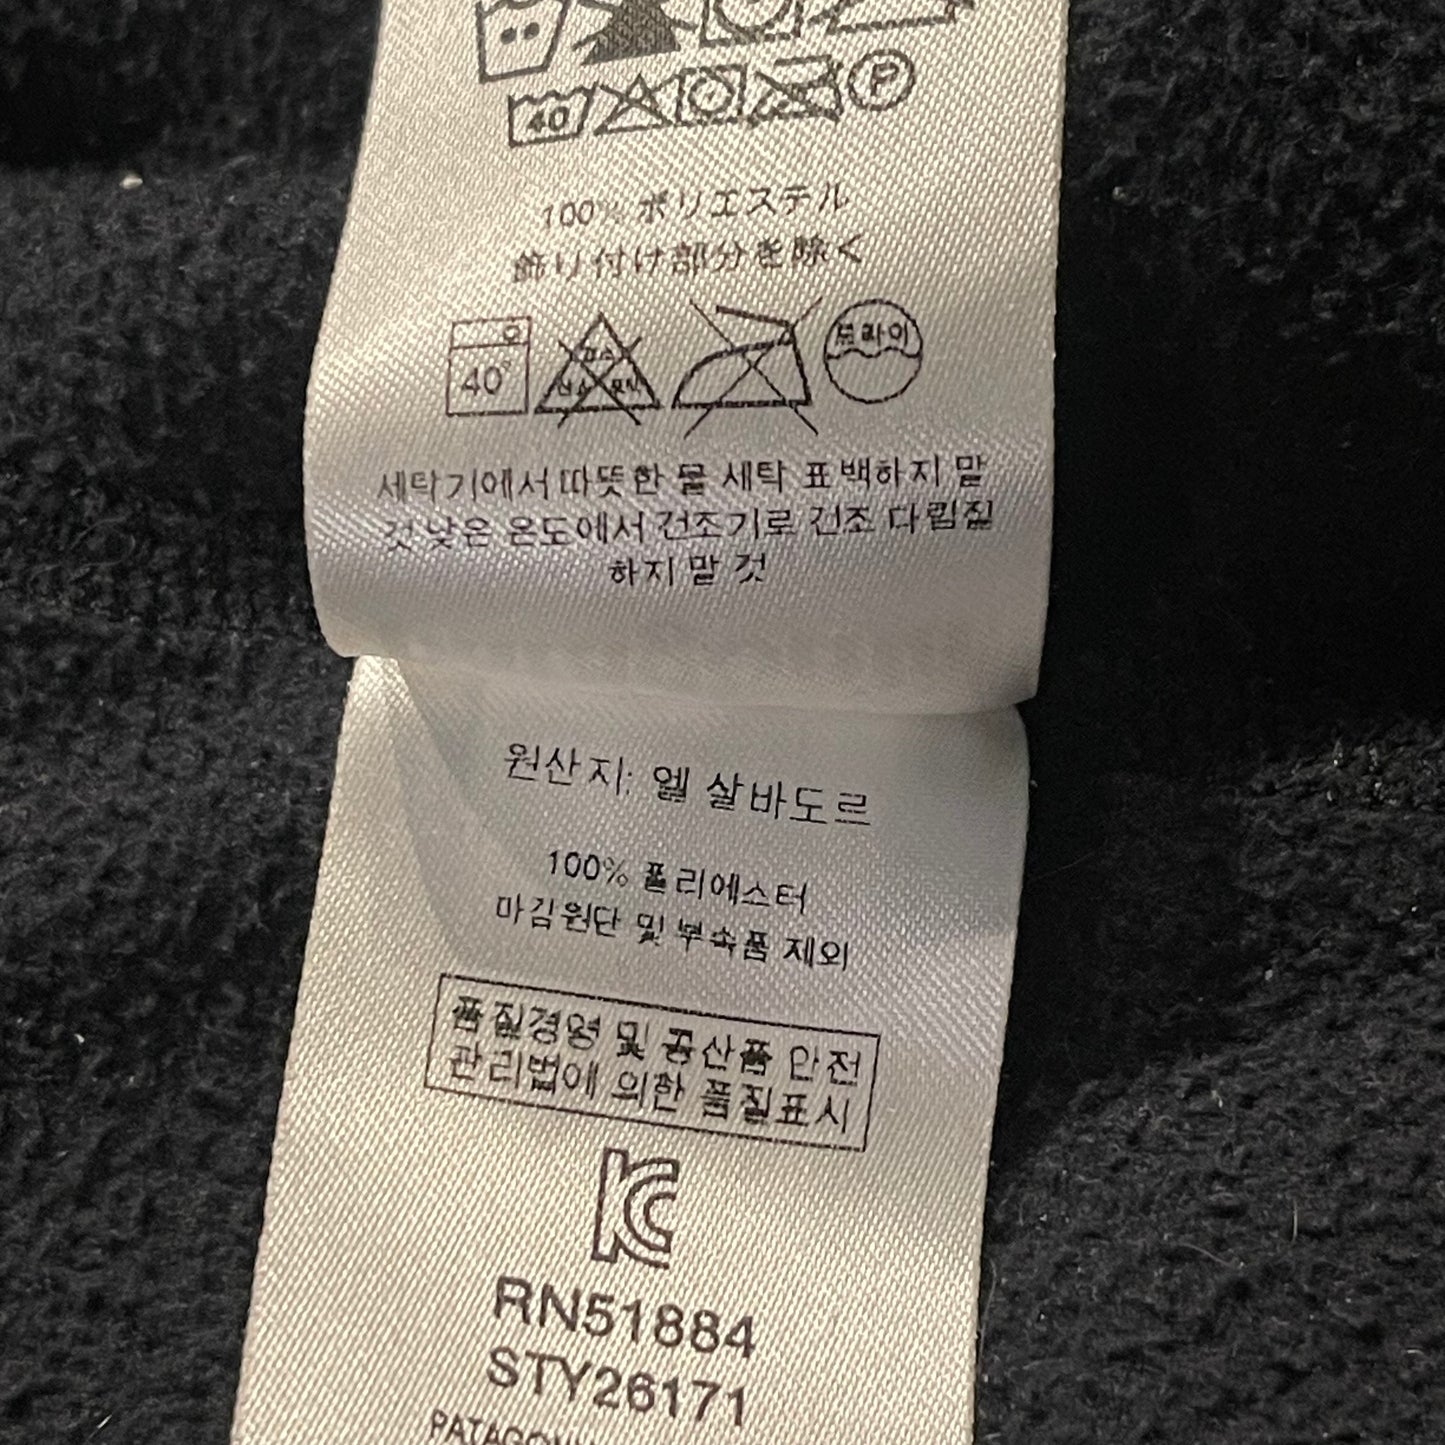 40
P
100% ポリエステル
飾り付け部分を除く
40°
드라이
세탁기에서 따뜻한 물 세탁 표백하지 말
것 낮은 온도에서 건조기로 건조 다림질
하지 말 것
원산지: 엘 살바도르
100% 폴리에스터
마감원단 및 부속품 제외
품질경영 및 공산품 안전
관리법에 의한 품질표시
RN51884
STY26171